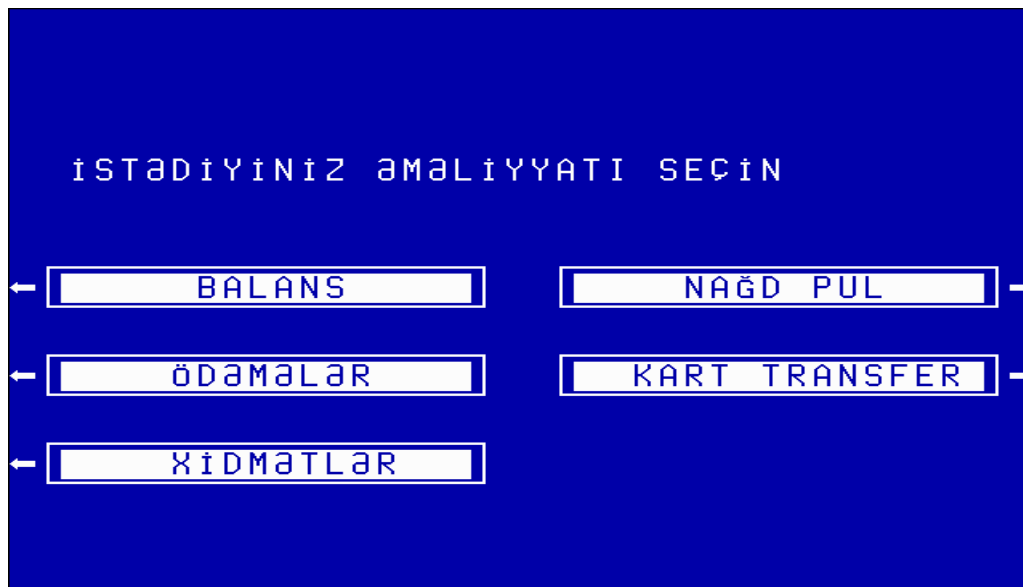 İSTƏDİYİNİZ ƏMƏLİYYATI SEÇİN
BALANS
NAĞD PUL
ÖDƏMƏLƏR
KART TRANSFER
XİDMƏTLƏR